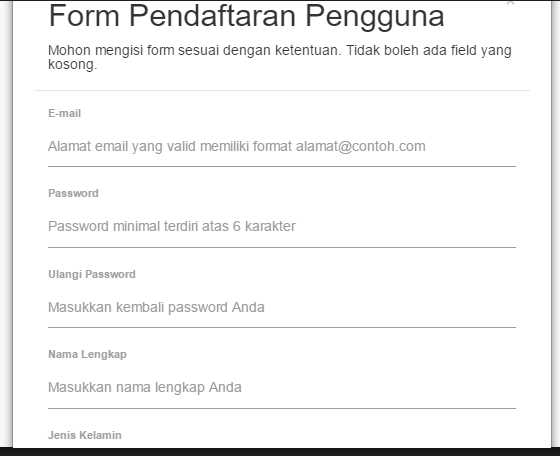 Form Pendaftaran Pengguna
Mohon mengisi form sesuai dengan ketentuan. Tidak boleh ada field yang
kosong.
E-mail
Alamat email yang valid memiliki format alamat@contoh.com
Password
Password minimal terdiri atas 6 karakter
Ulangi Password
Masukkan kembali password Anda
Nama Lengkap
Masukkan nama lengkap Anda
Jenis Kelamin